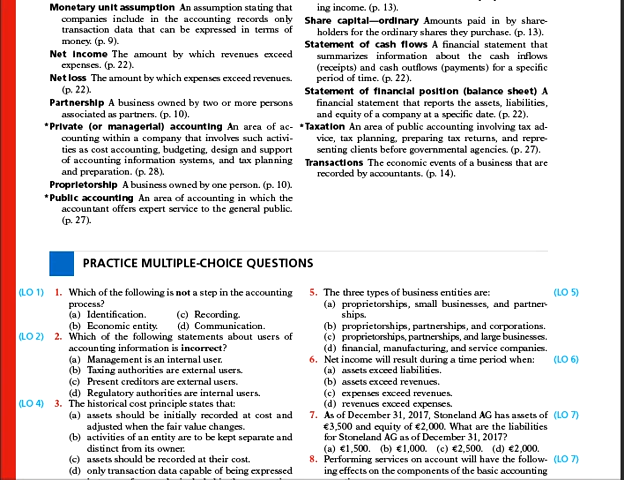 Monetary unit assumption An assumption stating that
companies include in the accounting records only
transaction data that can be expressed in terms of
money. (p. 9).
Net income The amount by which revenues exceed
expenses. (p. 22).
Net loss The amount by which expenses exceed revenues.
(p. 22).
Partnership A business owned by two or more persons
associated as partners. (p. 10).
*Private (or managerial) accounting An area of ac-
counting within a company that involves such activi-
ties as cost accounting, budgeting, design and support
of accounting information systems, and tax planning
and preparation. (p. 28).
Proprietorship A business owned by one person. (p. 10).
*Public accounting An area of accounting in which the
accountant offers expert service to the general public.
(p. 27).
ing income. (p. 13).
Share capital—ordinary Amounts paid in by share-
holders for the ordinary shares they purchase. (p. 13).
Statement of cash flows A financial statement that
summarizes information about the cash inflows
(receipts) and cash outflows (payments) for a specific
period of time. (p. 22).
Statement of financial position (balance sheet) A
financial statement that reports the assets, liabilities,
and equity of a company at a specific date. (p. 22).
*Taxation An area of public accounting involving tax ad-
vice, tax planning, preparing tax returns, and repre-
senting clients before governmental agencies. (p. 27).
Transactions The economic events of a business that are
recorded by accountants. (p. 14).
PRACTICE MULTIPLE-CHOICE QUESTIONS
(LO 1) 1. Which of the following is not a step in the accounting
process?
(a) Identification. (c) Recording.
(b) Economic entity. (d) Communication.
(LO 2) 2. Which of the following statements about users of
accounting information is incorrect?
(a) Management is an internal user.
(b) Taxing authorities are external users.
(c) Present creditors are external users.
(d) Regulatory authorities are internal users.
(LO 4) 3. The historical cost principle states that:
(a) assets should be initially recorded at cost and
adjusted when the fair value changes.
(b) activities of an entity are to be kept separate and
distinct from its owner.
(c) assets should be recorded at their cost.
(d) only transaction data capable of being expressed
5. The three types of business entities are: (LO 5)
(a) proprietorships, small businesses, and partner-
ships.
(b) proprietorships, partnerships, and corporations.
(c) proprietorships, partnerships, and large businesses.
(d) financial, manufacturing, and service companies.
6. Net income will result during a time period when: (LO 6)
(a) assets exceed liabilities.
(b) assets exceed revenues.
(c) expenses exceed revenues.
(d) revenues exceed expenses.
7. As of December 31, 2017, Stoneland AG has assets of (LO 7)
€3,500 and equity of €2,000. What are the liabilities
for Stoneland AG as of December 31, 2017?
(a) €1,500. (b) €1,000. (c) €2,500. (d) €2,000.
8. Performing services on account will have the follow- (LO 7)
ing effects on the components of the basic accounting